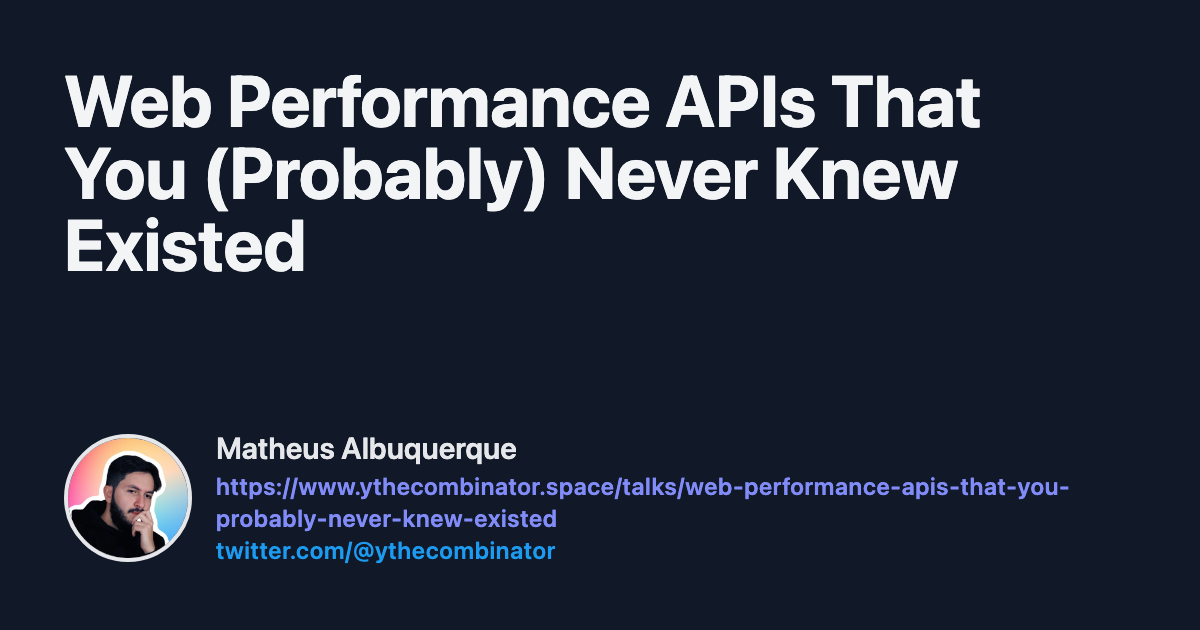 Web Performance APIs That
You (Probably) Never Knew
Existed
Matheus Albuquerque
https://www.ythecombinator.space/talks/web-performance-apis-that-you-
probably-never-knew-existed
twitter.com/@ythecombinator